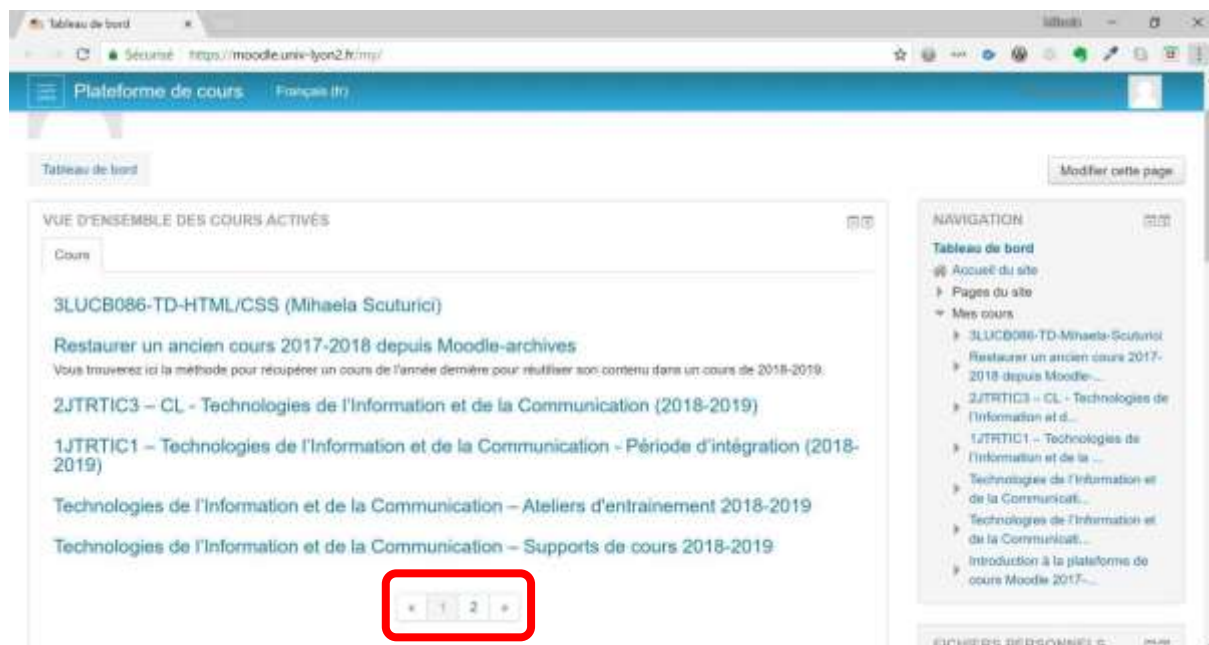 Tableau de bord
Sécurisé https://moodle.univ-lyon2.fr/my/
Plateforme de cours Français (fr)
Tableau de bord
Modifier cette page
VUE D'ENSEMBLE DES COURS ACTIVÉS
Cours
3LUCB086-TD-HTML/CSS (Mihaela Scuturici)
Restaurer un ancien cours 2017-2018 depuis Moodle-archives
Vous trouverez ici la méthode pour récupérer un cours de l'année dernière pour réutiliser son contenu dans un cours de 2018-2019.
2JTRTIC3 – CL - Technologies de l'Information et de la Communication (2018-2019)
1JTRTIC1 – Technologies de l'Information et de la Communication - Période d'intégration (2018-
2019)
Technologies de l'Information et de la Communication – Ateliers d'entrainement 2018-2019
Technologies de l'Information et de la Communication – Supports de cours 2018-2019
« 1 2 »
NAVIGATION
Tableau de bord
Accueil du site
Pages du site
Mes cours
3LUCB086-TD-Mihaela-Scuturici
Restaurer un ancien cours 2017-
2018 depuis Moodle-...
2JTRTIC3 – CL - Technologies de
l'Information et d...
1JTRTIC1 – Technologies de
l'Information et de la ...
Technologies de l'Information et
de la Communicati...
Technologies de l'Information et
de la Communicati...
Introduction à la plateforme de
cours Moodle 2017-...
FICHIERS PERSONNELS